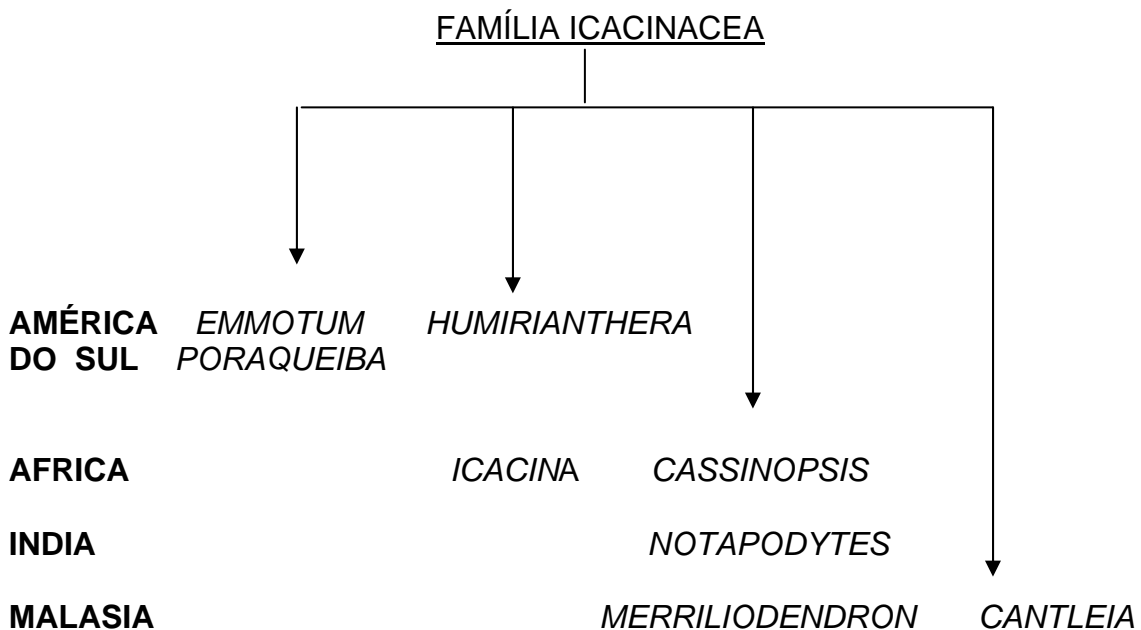 FAMÍLIA ICACINACEA
AMÉRICA EMMOTUM HUMIRIANTHERA
DO SUL PORAQUEIBA
AFRICA ICACINA CASSINOPSIS
INDIA NOTAPODYTES
MALASIA MERRILIODENDRON CANTLEIA